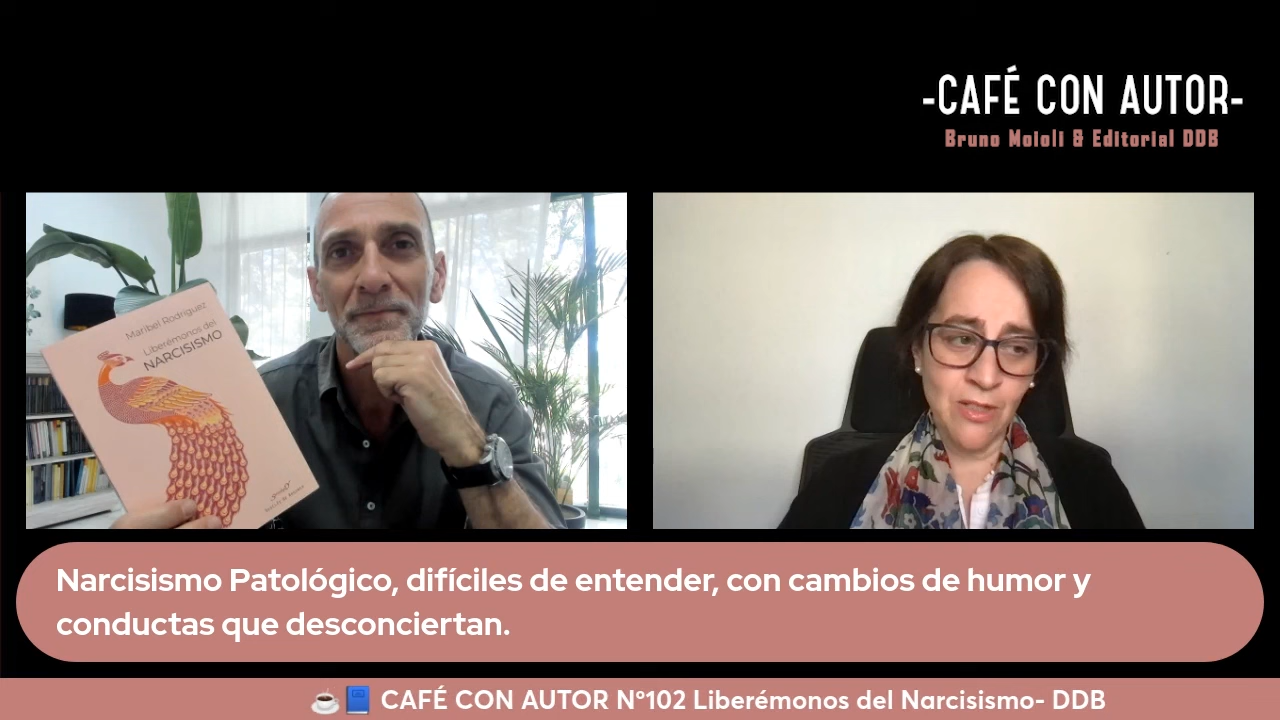 -CAFÉ CON AUTOR-
Bruno Mololi & Editorial DDB
Maribel Rodríguez
Liberémonos del
NARCISISMO
Narcisismo Patológico, difíciles de entender, con cambios de humor y
conductas que desconciertan.
CAFÉ CON AUTOR Nº102 Liberémonos del Narcisismo- DDB